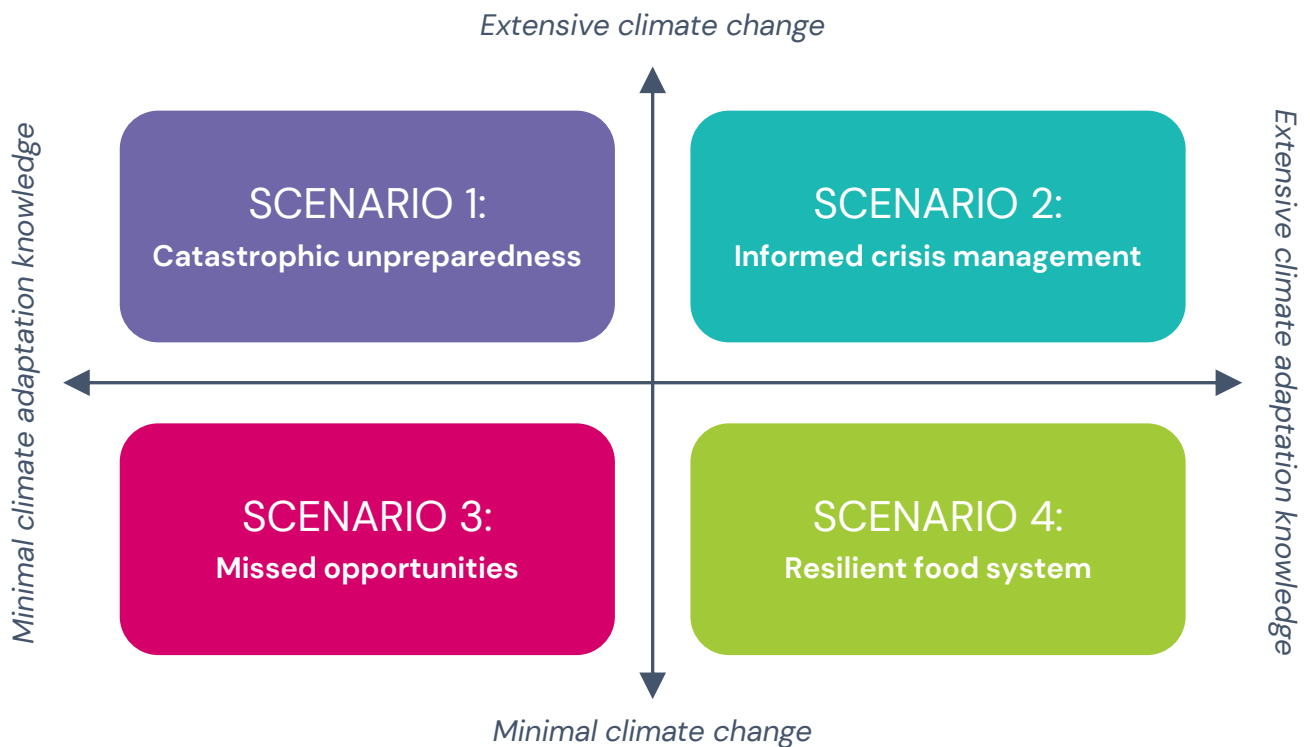 Extensive climate change
Minimal climate adaptation knowledge
SCENARIO 1:
Catastrophic unpreparedness
SCENARIO 2:
Informed crisis management
Extensive climate adaptation knowledge
SCENARIO 3:
Missed opportunities
SCENARIO 4:
Resilient food system
Minimal climate change